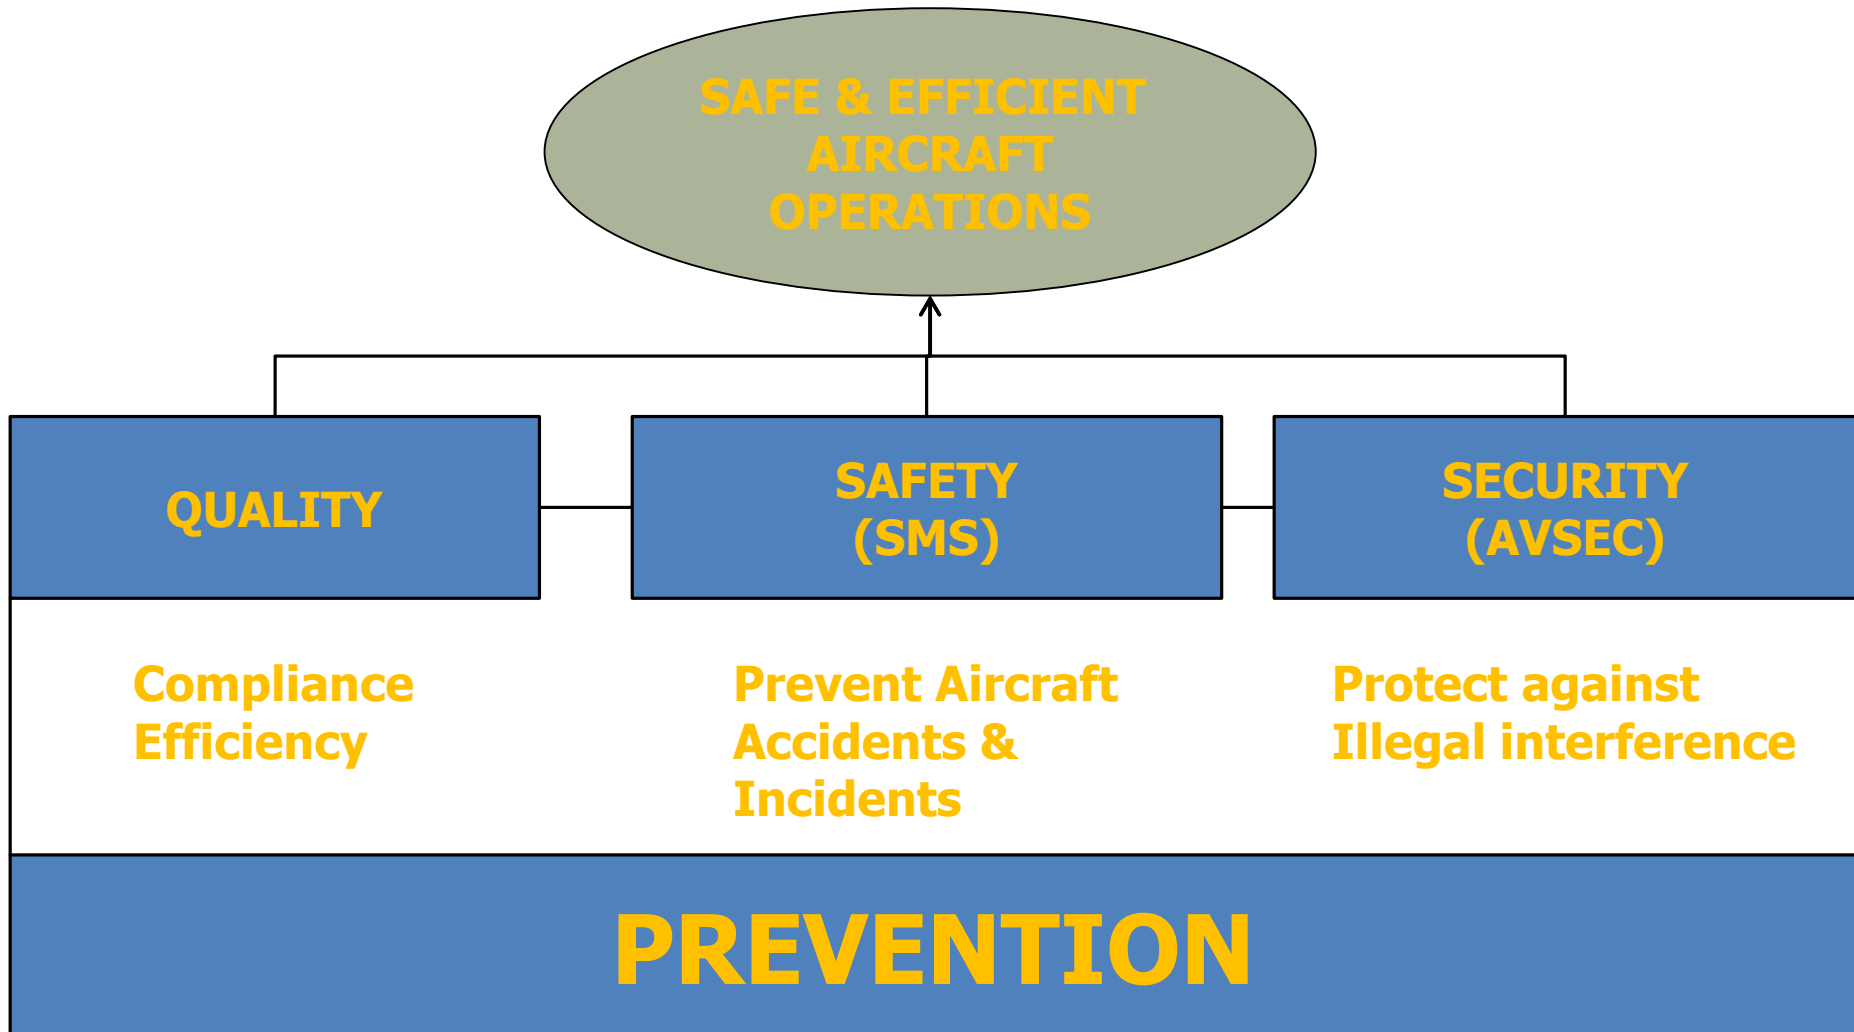 SAFE & EFFICIENT
AIRCRAFT
OPERATIONS
QUALITY
SAFETY
(SMS)
SECURITY
(AVSEC)
Compliance
Efficiency
Prevent Aircraft
Accidents &
Incidents
Protect against
Illegal interference
PREVENTION